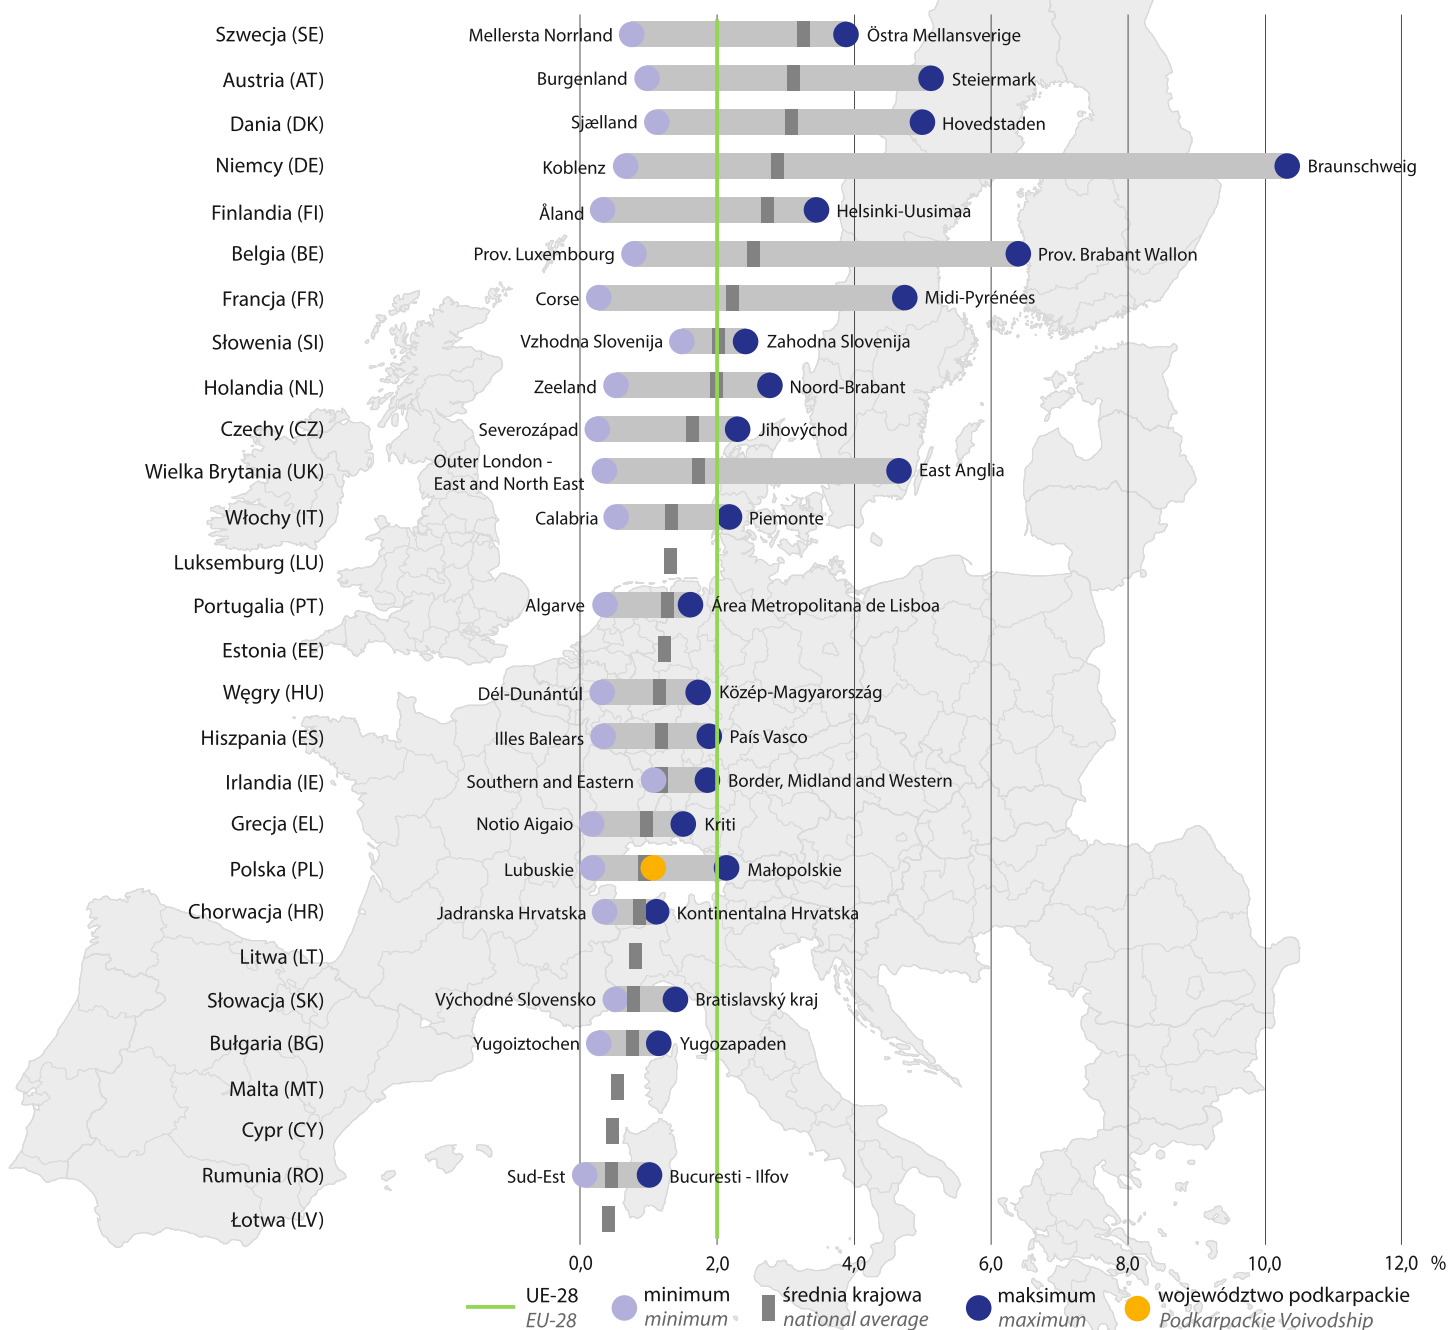 Szwecja (SE) Mellersta Norrland Östra Mellansverige
Austria (AT) Burgenland Steiermark
Dania (DK) Sjælland Hovedstaden
Niemcy (DE) Koblenz Braunschweig
Finlandia (FI) Åland Helsinki-Uusimaa
Belgia (BE) Prov. Luxembourg Prov. Brabant Wallon
Francja (FR) Corse Midi-Pyrénées
Słowenia (SI) Vzhodna Slovenija Zahodna Slovenija
Holandia (NL) Zeeland Noord-Brabant
Czechy (CZ) Severozápad Jihovýchod
Wielka Brytania (UK) Outer London - East Anglia
East and North East
Włochy (IT) Calabria Piemonte
Luksemburg (LU)
Portugalia (PT) Algarve Área Metropolitana de Lisboa
Estonia (EE)
Węgry (HU) Dél-Dunántúl Közép-Magyarország
Hiszpania (ES) Illes Balears País Vasco
Irlandia (IE) Southern and Eastern Border, Midland and Western
Grecja (EL) Notio Aigaio Kriti
Polska (PL) Lubuskie Małopolskie
Chorwacja (HR) Jadranska Hrvatska Kontinentalna Hrvatska
Litwa (LT)
Słowacja (SK) Východné Slovensko Bratislavský kraj
Bułgaria (BG) Yugoiztochen Yugozapaden
Malta (MT)
Cypr (CY)
Rumunia (RO) Sud-Est Bucuresti - Ilfov
Łotwa (LV)
0,0 2,0 4,0 6,0 8,0 10,0 12,0 %
UE-28 minimum średnia krajowa maksimum województwo podkarpackie
EU-28 minimum national average maximum Podkarpackie Voivodship